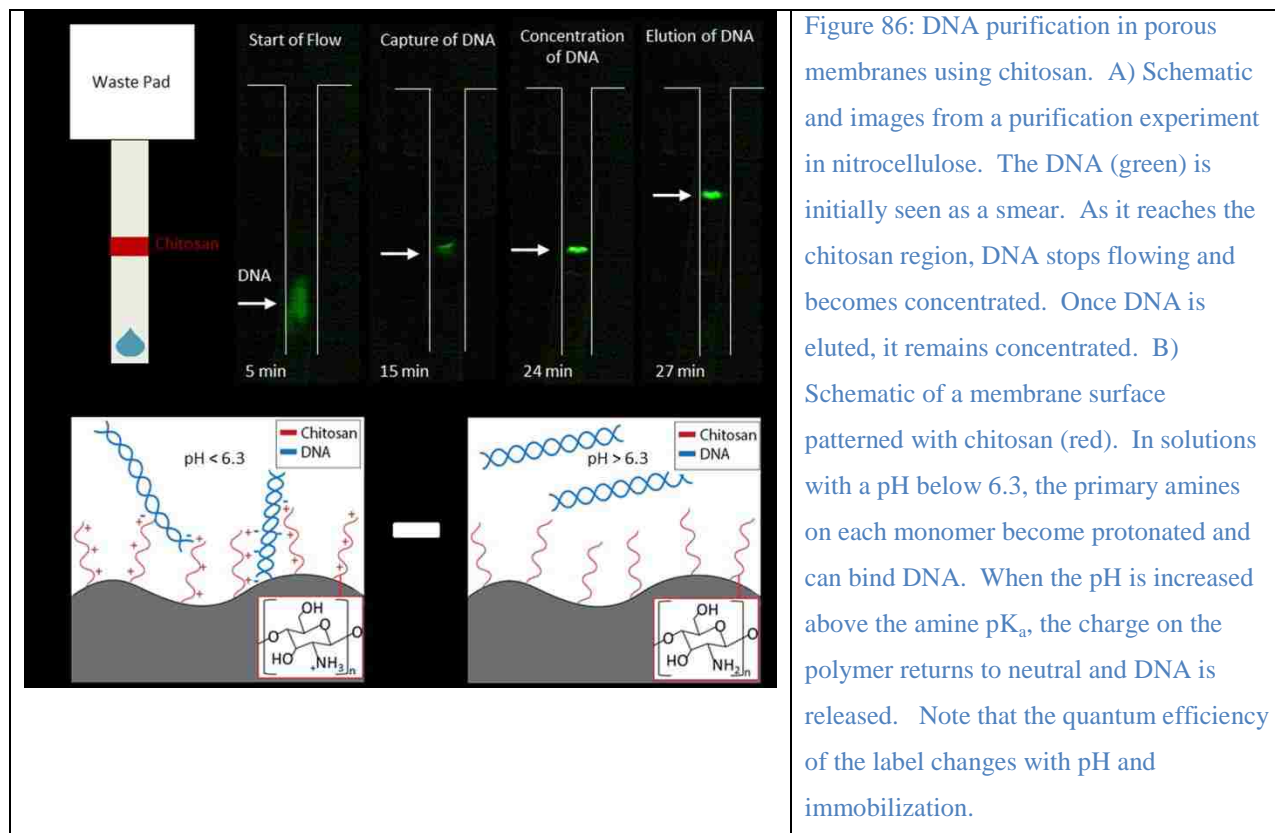 Waste Pad
Chitosan
Start of Flow
DNA
5 min
Capture of DNA
15 min
Concentration
of DNA
24 min
Elution of DNA
27 min
pH < 6.3
Chitosan
DNA
+ + + + + + + + + + + + +
- - - - - -
OH
O
O
O
HO
+NH3
n
pH > 6.3
Chitosan
DNA
OH
O
O
O
HO
NH2
n
Figure 86: DNA purification in porous
membranes using chitosan. A) Schematic
and images from a purification experiment
in nitrocellulose. The DNA (green) is
initially seen as a smear. As it reaches the
chitosan region, DNA stops flowing and
becomes concentrated. Once DNA is
eluted, it remains concentrated. B)
Schematic of a membrane surface
patterned with chitosan (red). In solutions
with a pH below 6.3, the primary amines
on each monomer become protonated and
can bind DNA. When the pH is increased
above the amine pKa, the charge on the
polymer returns to neutral and DNA is
released. Note that the quantum efficiency
of the label changes with pH and
immobilization.